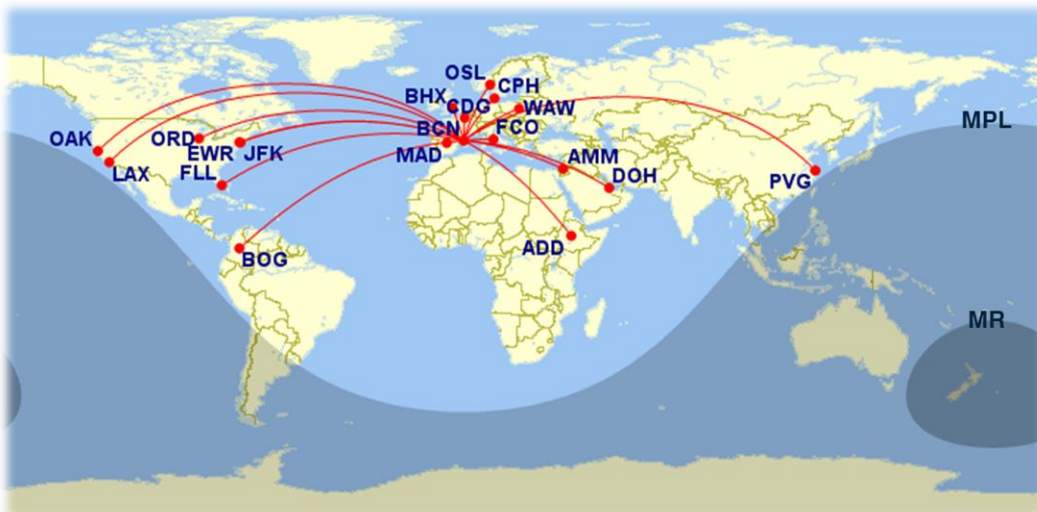 OSL
CPH
BHX
CDG
WAW
MPL
OAK
ORD
BCN
FCO
EWR
JFK
MAD
AMM
LAX
FLL
DOH
PVG
ADD
BOG
MR